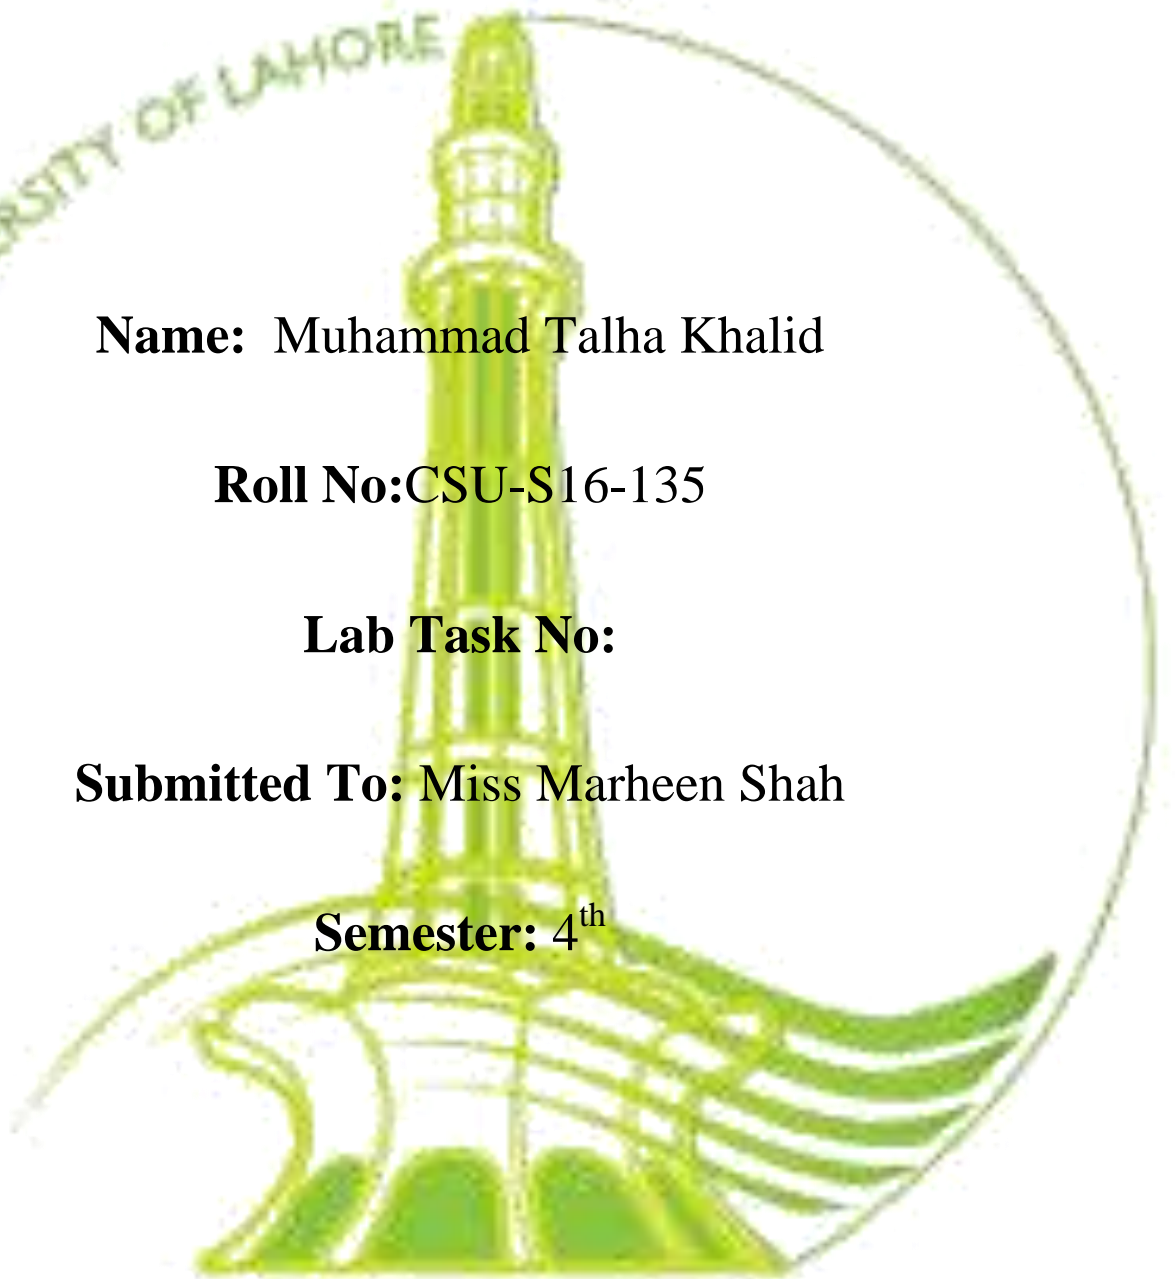 ERSITY OF LAHORE
Name: Muhammad Talha Khalid
Roll No:CSU-S16-135
Lab Task No:
Submitted To: Miss Marheen Shah
Semester: 4th